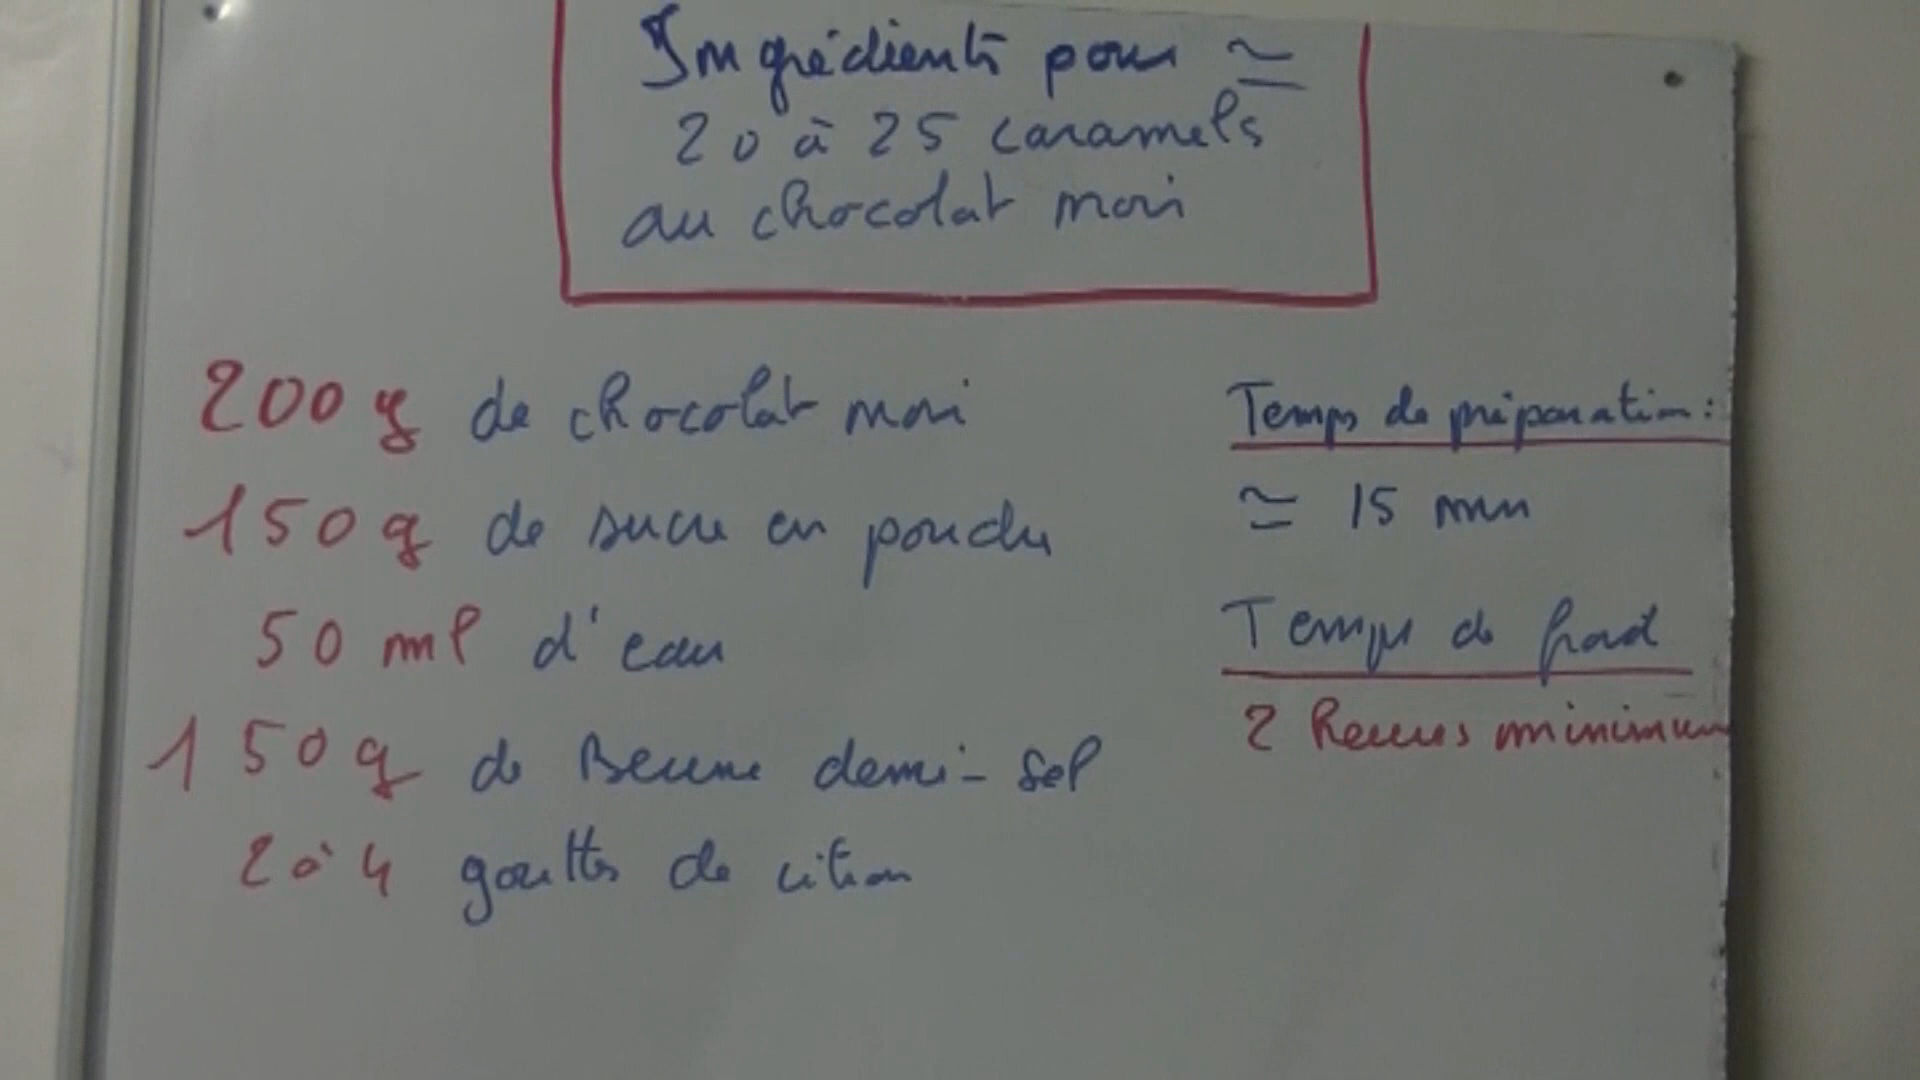 Ingrédients pour ≃
20 à 25 caramels
au chocolat noir
200 g de chocolat noir
150 g de sucre en poudre
50 ml d'eau
150 g de Beurre demi-sel
2 à 4 gouttes de citron
Temps de préparation:
≃ 15 mn
Temps de froid
2 heures minimum